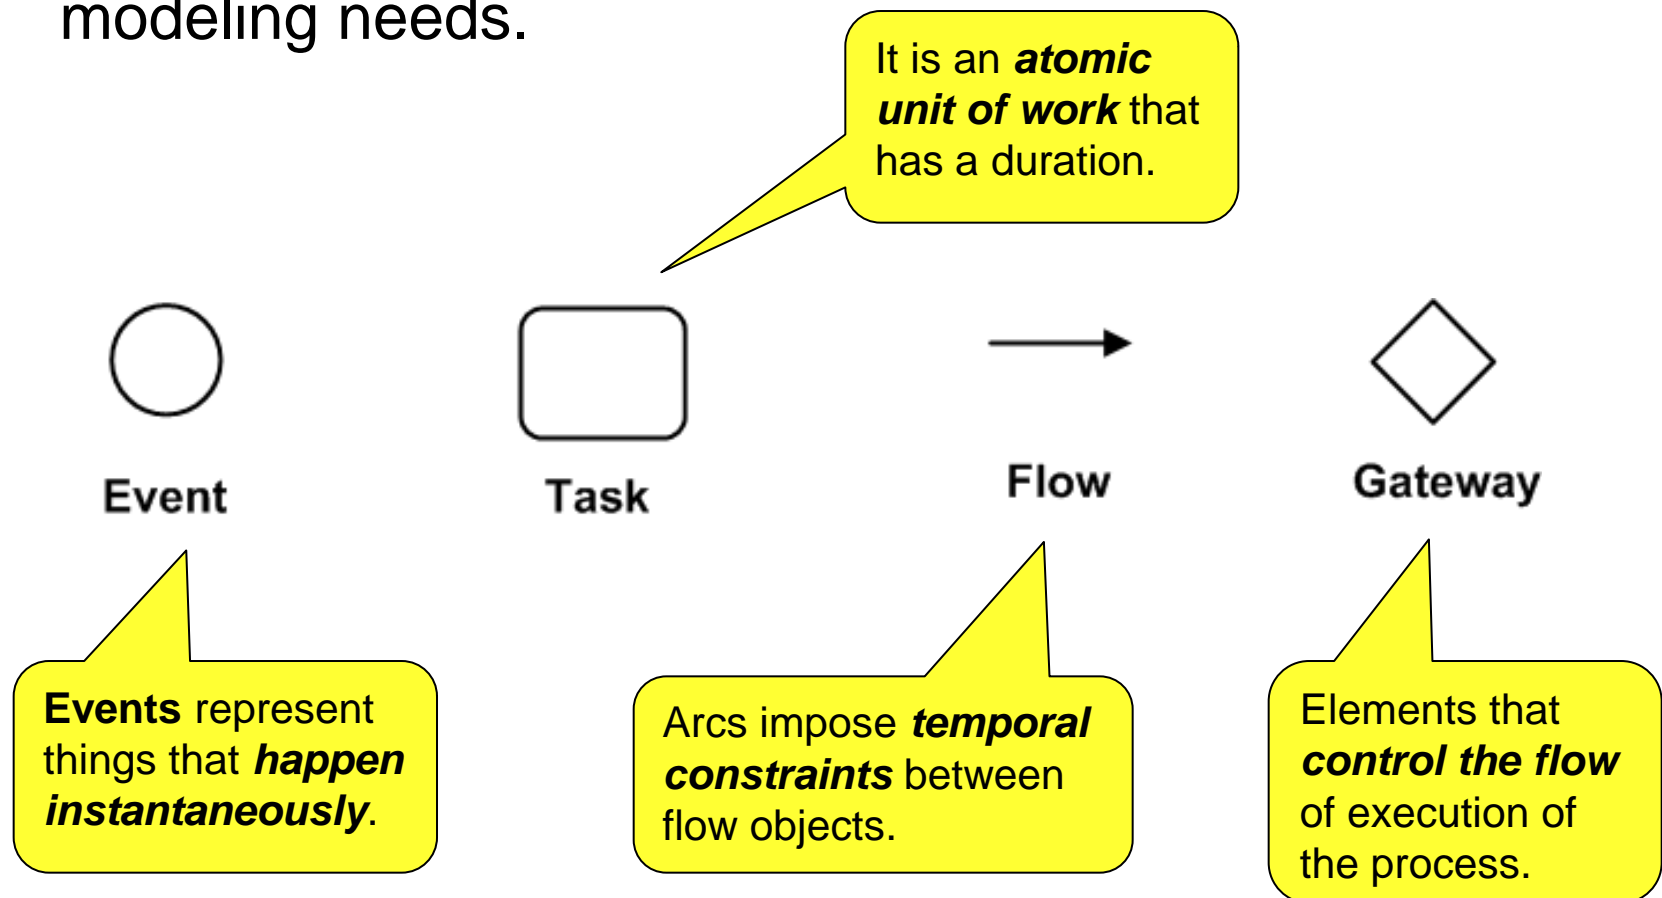 modeling needs.
It is an atomic
unit of work that
has a duration.
Event
Task
Flow
Gateway
Events represent
things that happen
instantaneously.
Arcs impose temporal
constraints between
flow objects.
Elements that
control the flow
of execution of
the process.